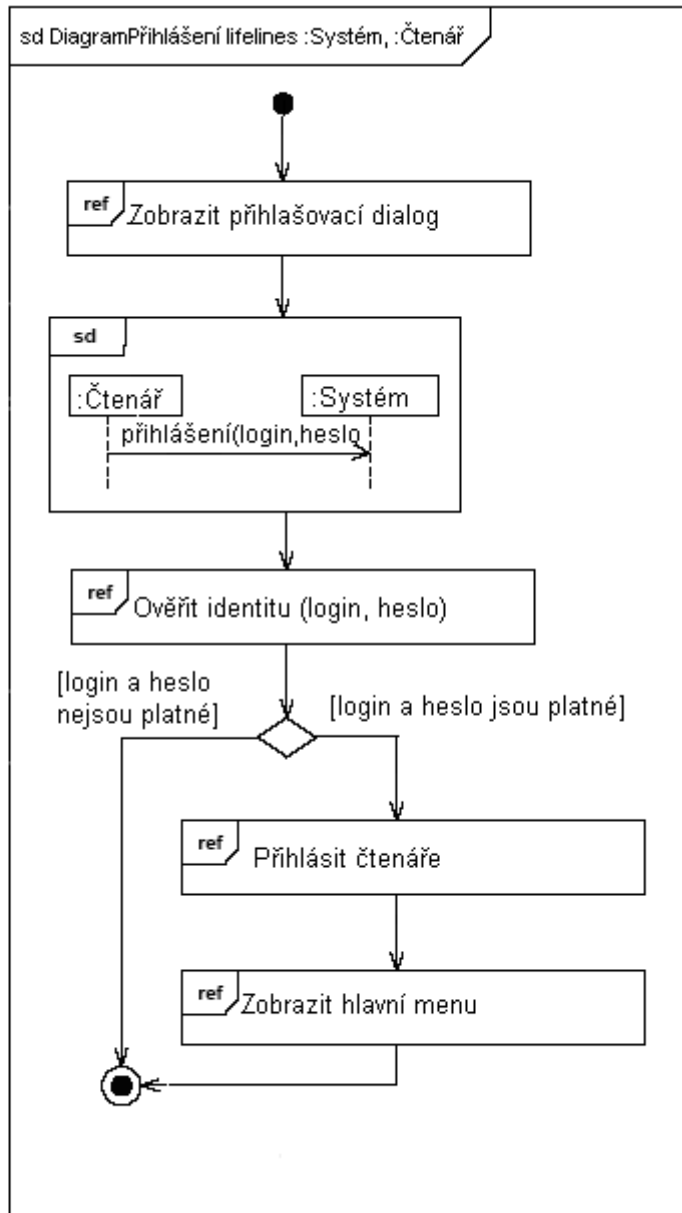 sd DiagramPřihlášení lifelines :Systém, :Čtenář
ref
Zobrazit přihlašovací dialog
sd
:Čtenář
:Systém
přihlášení(login,heslo
ref
Ověřit identitu (login, heslo)
[login a heslo
nejsou platné]
[login a heslo jsou platné]
ref
Přihlásit čtenáře
ref
Zobrazit hlavní menu